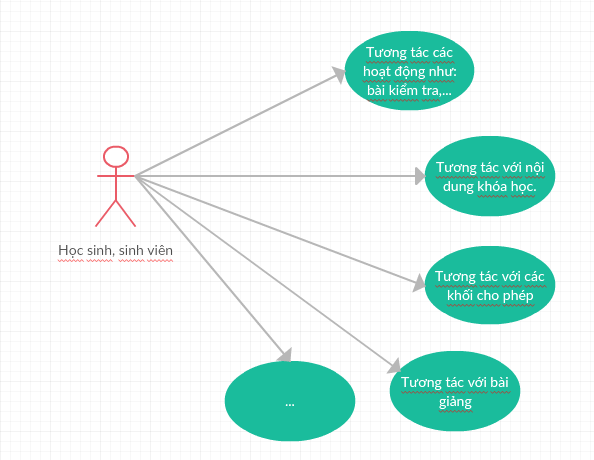 Tương tác các
hoạt động như:
bài kiểm tra,...
Tương tác với nội
dung khóa học.
Học sinh, sinh viên
Tương tác với các
khối cho phép
Tương tác với bài
giảng
...